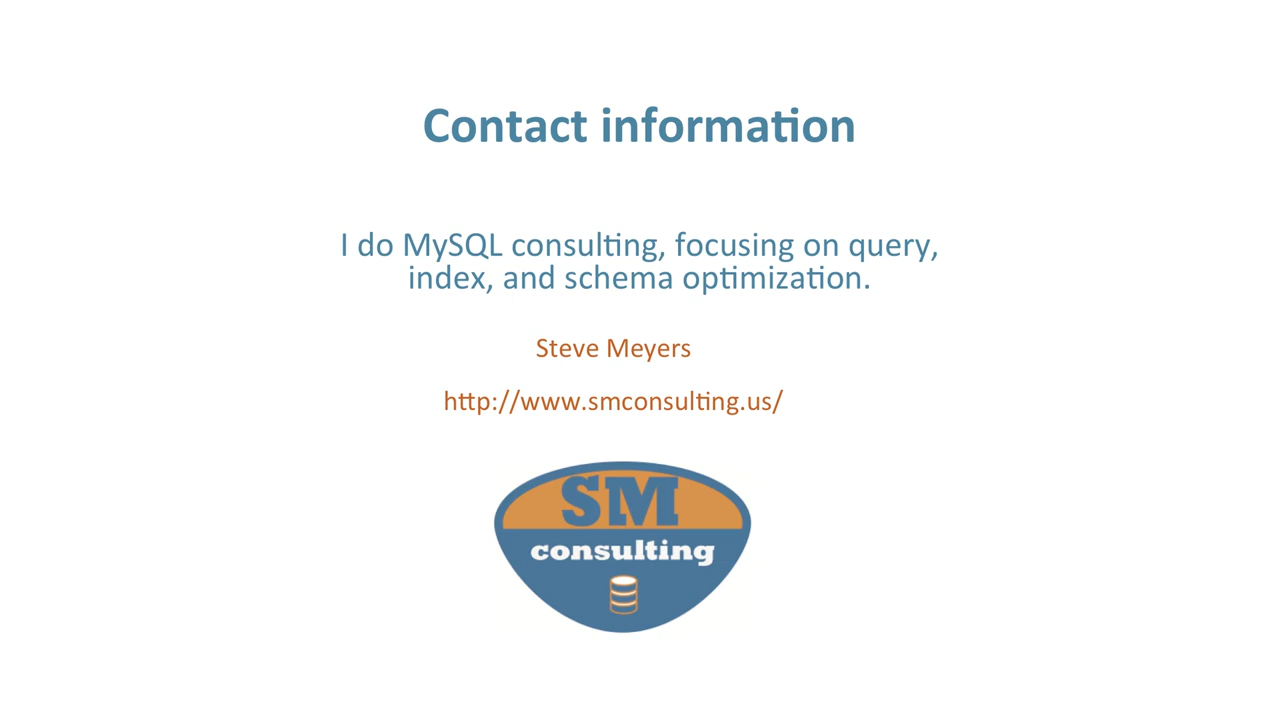 Contact information
I do MySQL consulting, focusing on query,
index, and schema optimization.
Steve Meyers
http://www.smconsulting.us/
SM
consulting